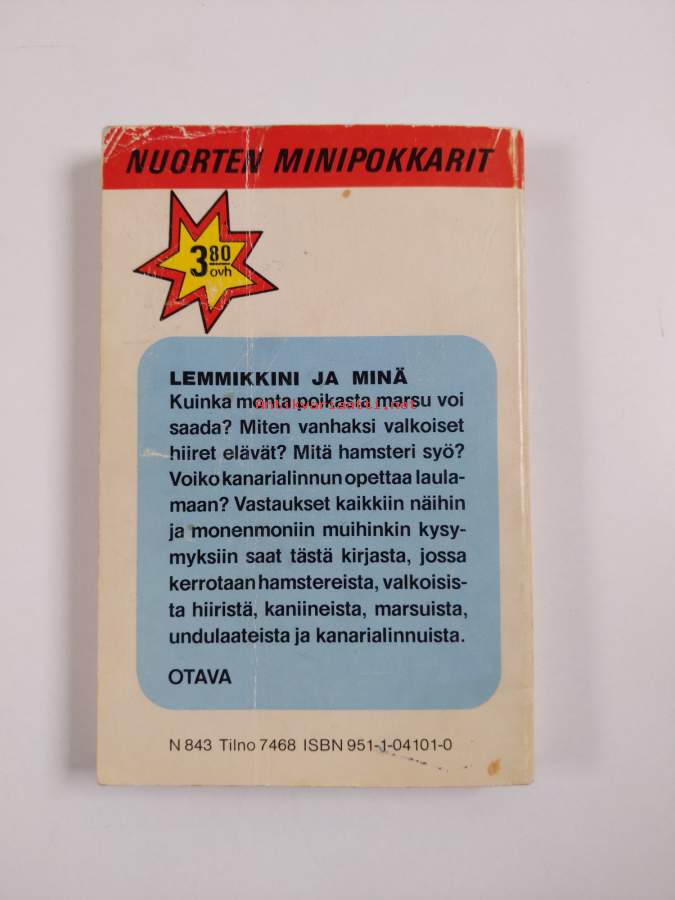 NUORTEN MINIPOKKARIT
3 80
ovh
LEMMIKKINI JA MINÄ
Kuinka monta poikasta marsu voi
Antikvariaatti.net
saada? Miten vanhaksi valkoiset
hiiret elävät? Mitä hamsteri syö?
Voiko kanarialinnun opettaa laula-
maan? Vastaukset kaikkiin näihin
ja monenmoniin muihinkin kysy-
myksiin saat tästä kirjasta, jossa
kerrotaan hamstereista, valkoisis-
ta hiiristä, kaniineista, marsuista,
undulaateista ja kanarialinnuista.
OTAVA
N 843 Tilno 7468 ISBN 951-1-04101-0